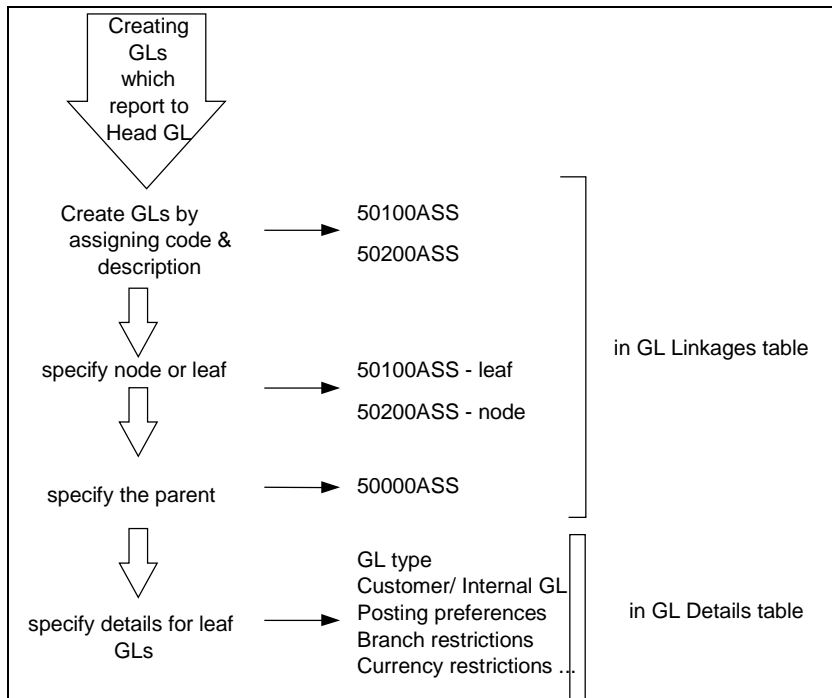 Creating
GLs
which
report to
Head GL
Create GLs by
assigning code &
description
50100ASS
50200ASS
specify node or leaf
50100ASS - leaf
50200ASS - node
in GL Linkages table
specify the parent
50000ASS
specify details for leaf
GLs
GL type
Customer/ Internal GL
Posting preferences
Branch restrictions
Currency restrictions ...
in GL Details table